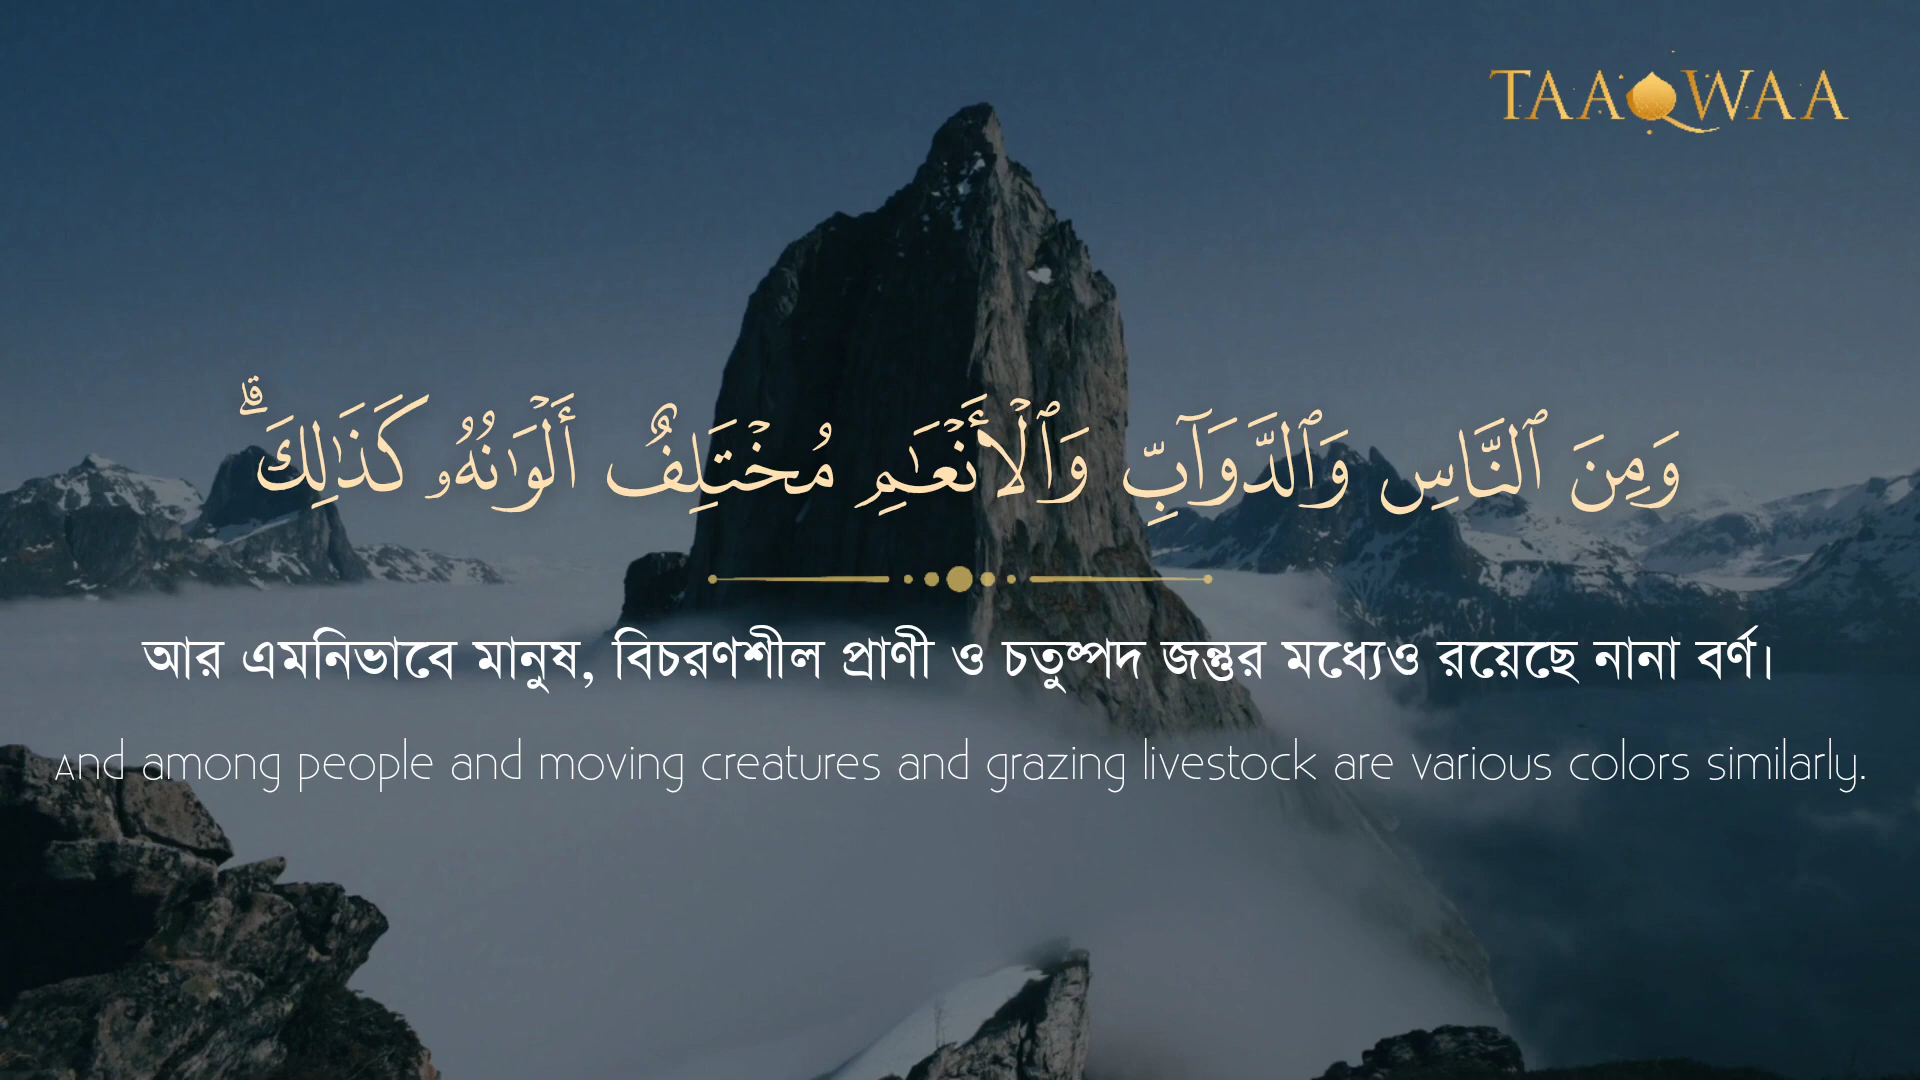 TAAQWAA
وَمِنَ ٱلنَّاسِ وَٱلدَّوَآبِّ وَٱلۡأَنۡعَٰمِ مُخۡتَلِفٌ أَلۡوَٰنُهُۥ كَذَٰلِكَۗ
আর এমনিভাবে মানুষ, বিচরণশীল প্রাণী ও চতুষ্পদ জন্তুর মধ্যেও রয়েছে নানা বর্ণ।
And among people and moving creatures and grazing livestock are various colors similarly.